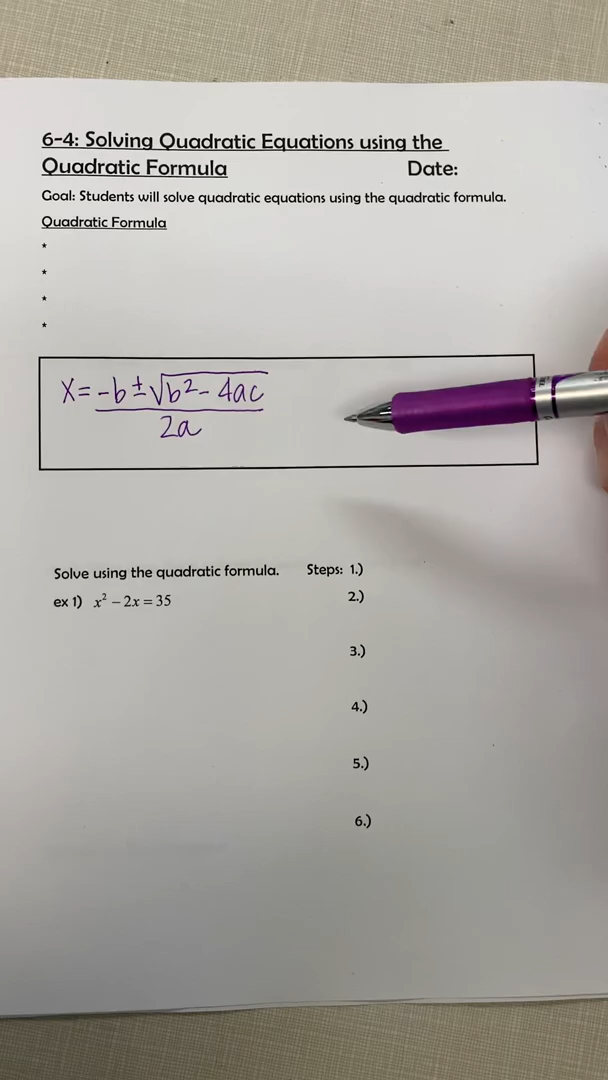 6-4: Solving Quadratic Equations using the
Quadratic Formula Date:
Goal: Students will solve quadratic equations using the quadratic formula.
Quadratic Formula
*
*
*
*
x = -b ± √b² - 4ac
2a
Solve using the quadratic formula. Steps: 1.)
ex 1) x² – 2x = 35 2.)
3.)
4.)
5.)
6.)